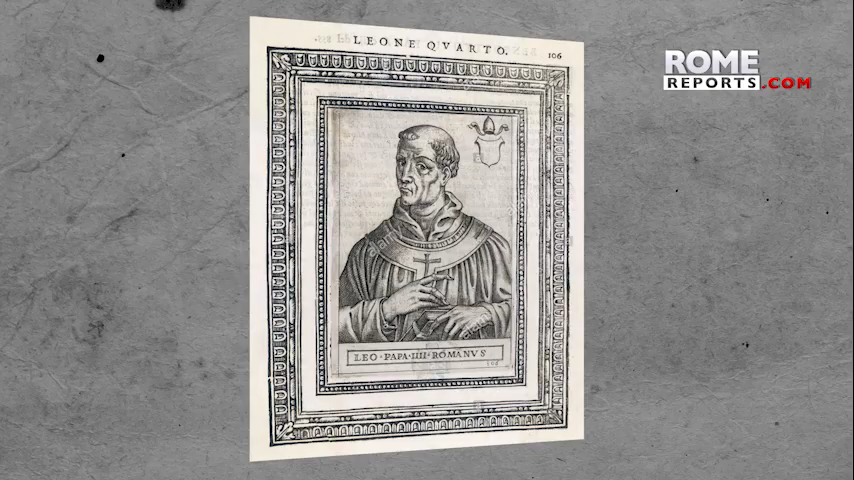 LEONE QVARTO.
106
ROME
REPORTS.COM
LEO·PAPA·IIII·ROMANVS